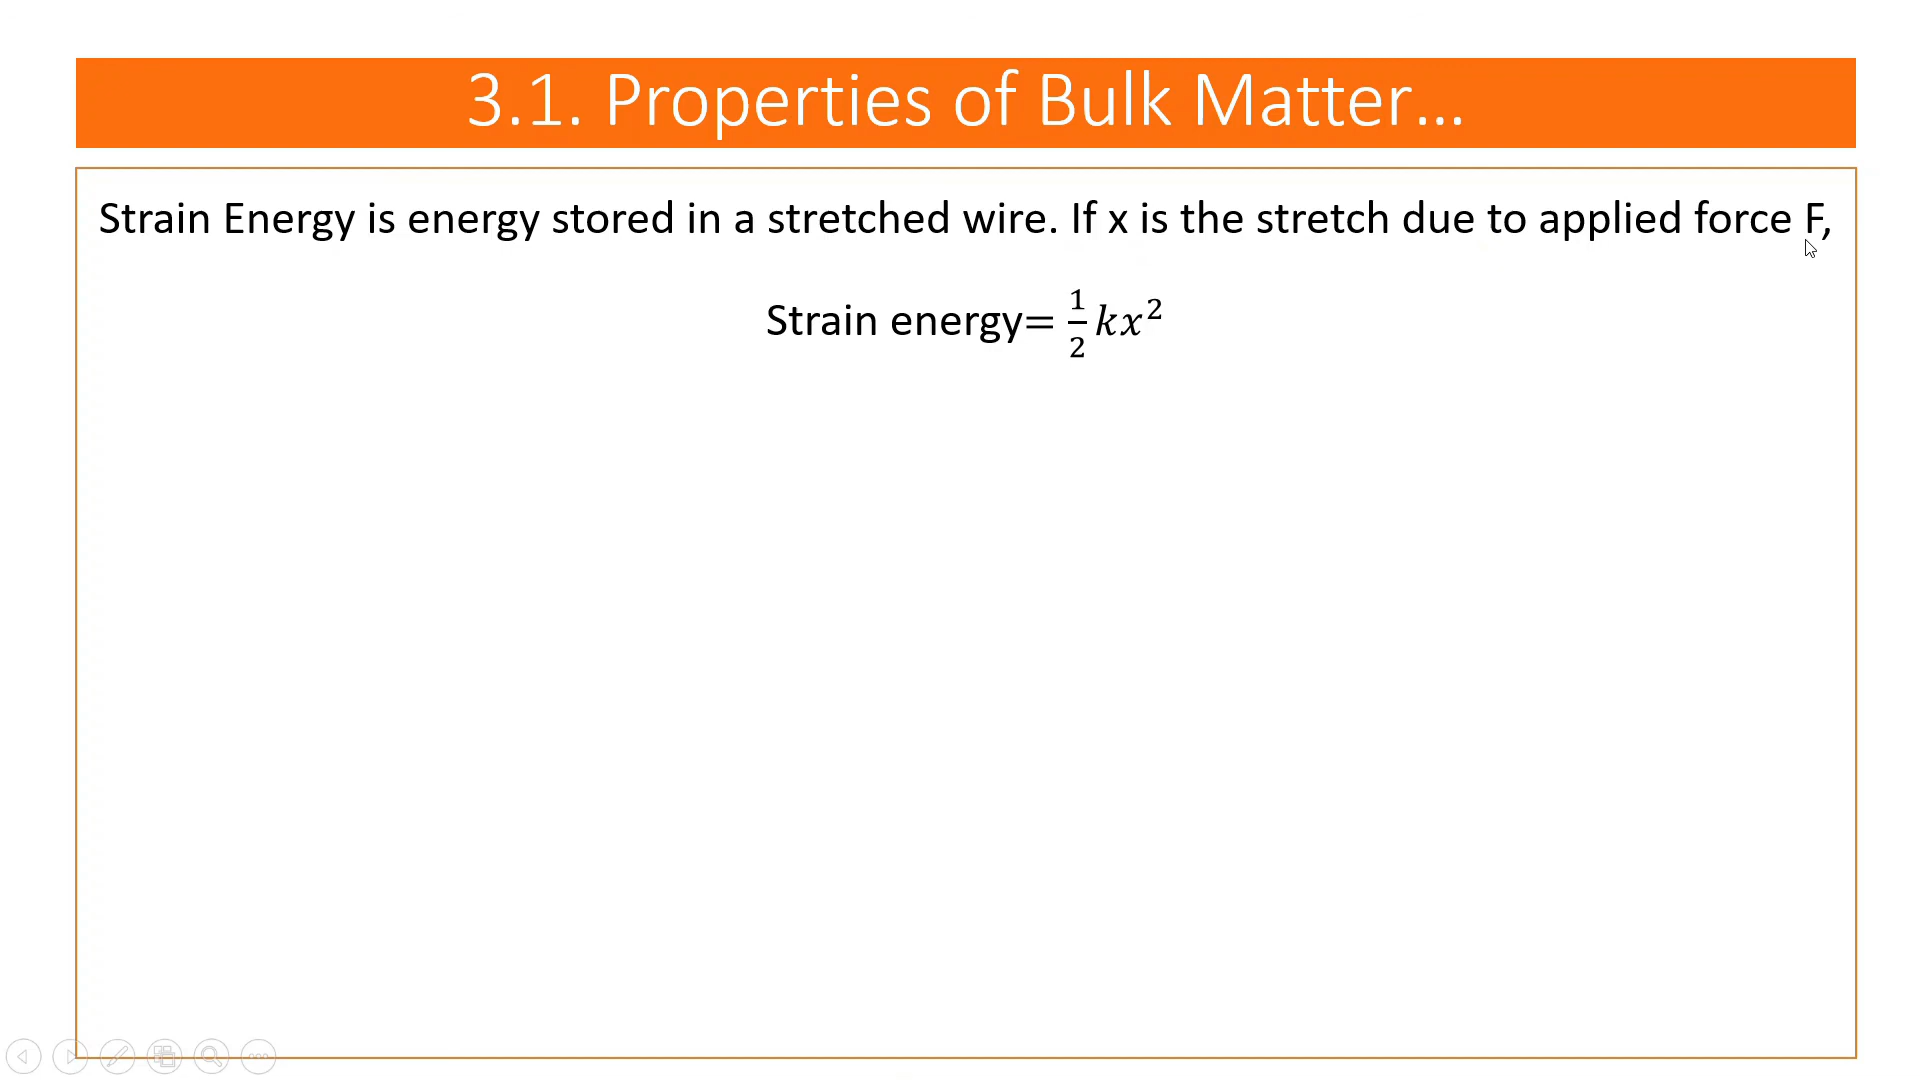 3.1. Properties of Bulk Matter...
Strain Energy is energy stored in a stretched wire. If x is the stretch due to applied force F,
Strain energy= 1/2 kx²